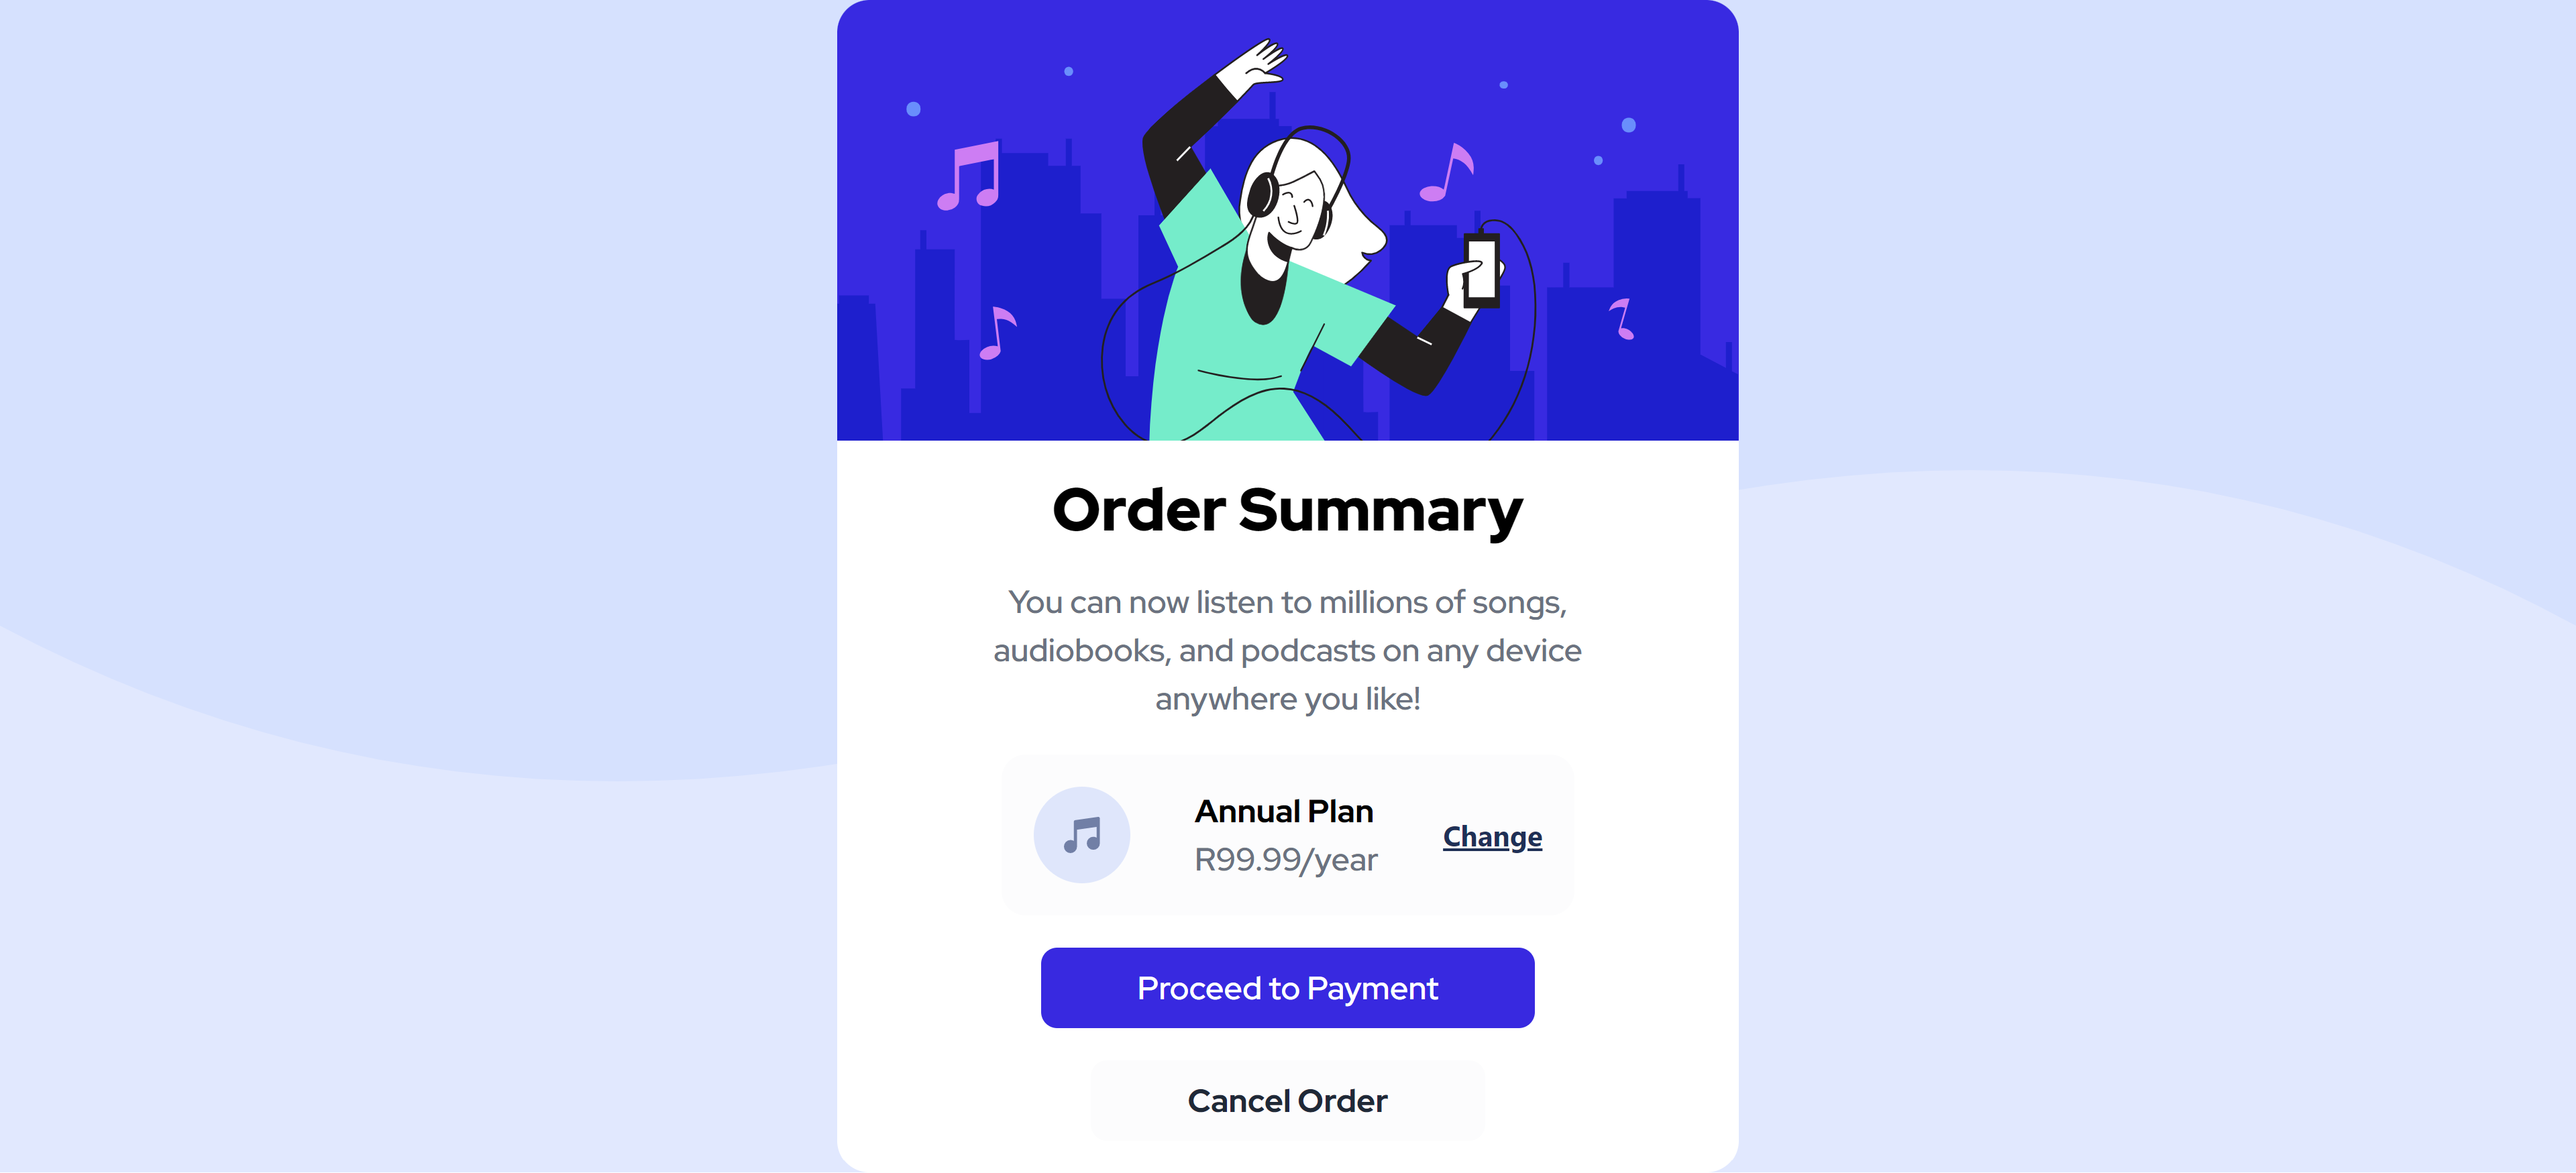 Order Summary
You can now listen to millions of songs,
audiobooks, and podcasts on any device
anywhere you like!
Annual Plan
R99.99/year
Change
Proceed to Payment
Cancel Order